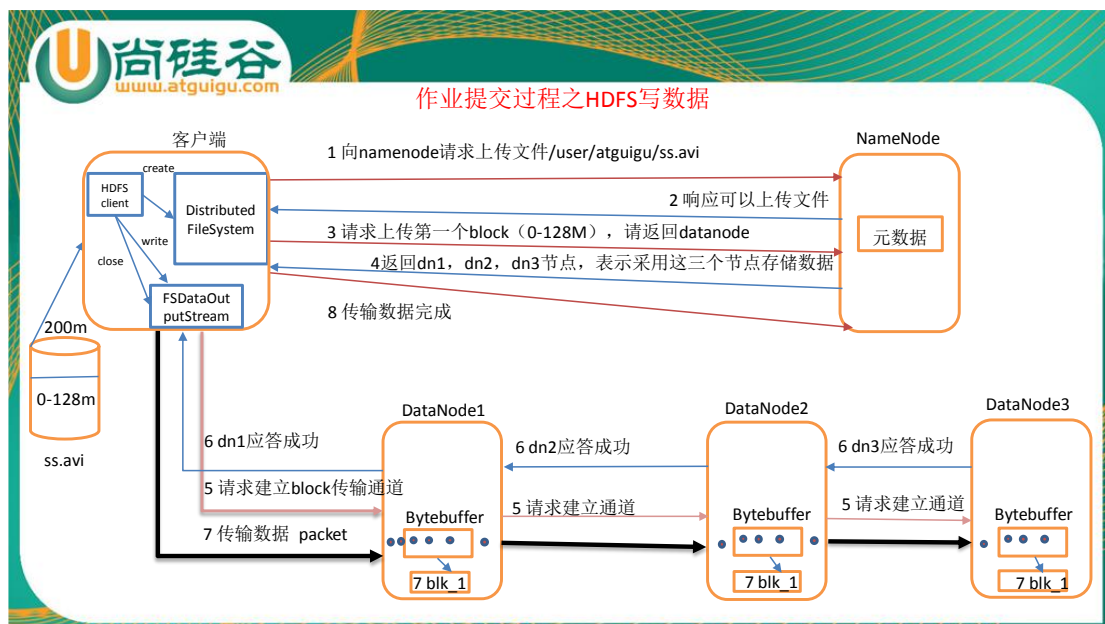 尚硅谷
www.atguigu.com
作业提交过程之HDFS写数据
客户端
NameNode
create
HDFS
client
Distributed
FileSystem
write
close
FSDataOut
putStream
1 向namenode请求上传文件/user/atguigu/ss.avi
2 响应可以上传文件
3 请求上传第一个block（0-128M），请返回datanode
4返回dn1，dn2，dn3节点，表示采用这三个节点存储数据
8 传输数据完成
元数据
200m
0-128m
ss.avi
DataNode1
DataNode2
DataNode3
6 dn1应答成功
6 dn2应答成功
6 dn3应答成功
5 请求建立block传输通道
5 请求建立通道
5 请求建立通道
7 传输数据 packet
Bytebuffer
Bytebuffer
Bytebuffer
7 blk_1
7 blk_1
7 blk_1